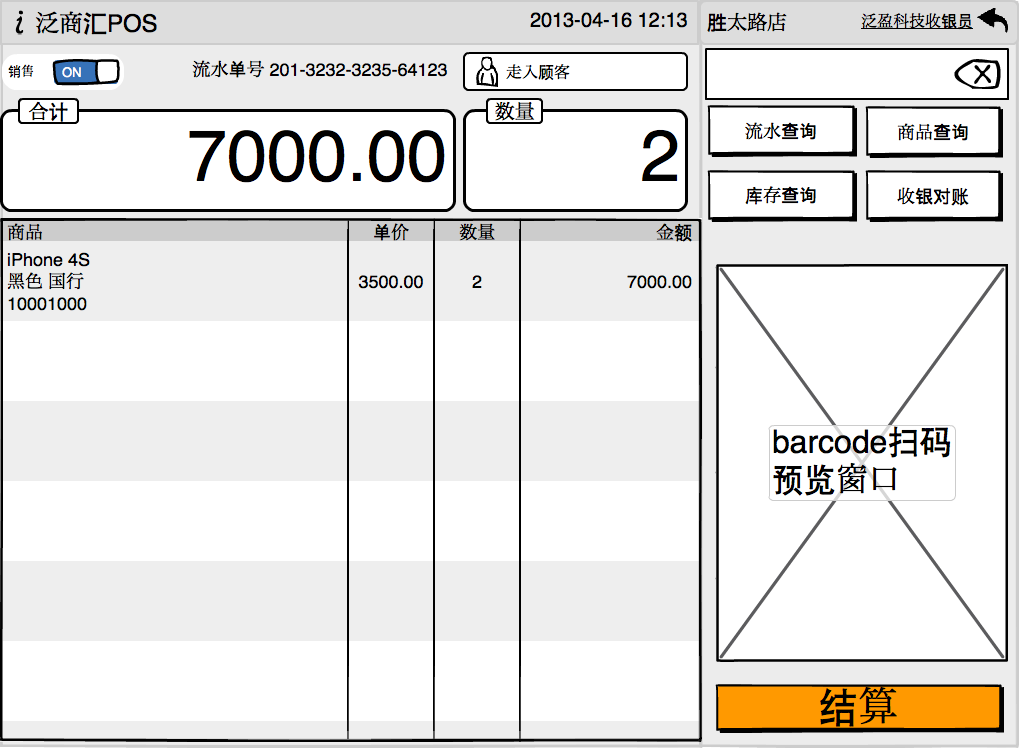 i 泛商汇POS
2013-04-16 12:13
胜太路店
泛盈科技收银员
销售
ON
流水单号 201-3232-3235-64123
走入顾客
合计
7000.00
数量
2
流水查询
商品查询
库存查询
收银对账
商品 单价 数量 金额
iPhone 4S
黑色 国行
10001000
3500.00 2 7000.00
barcode扫码
预览窗口
结算